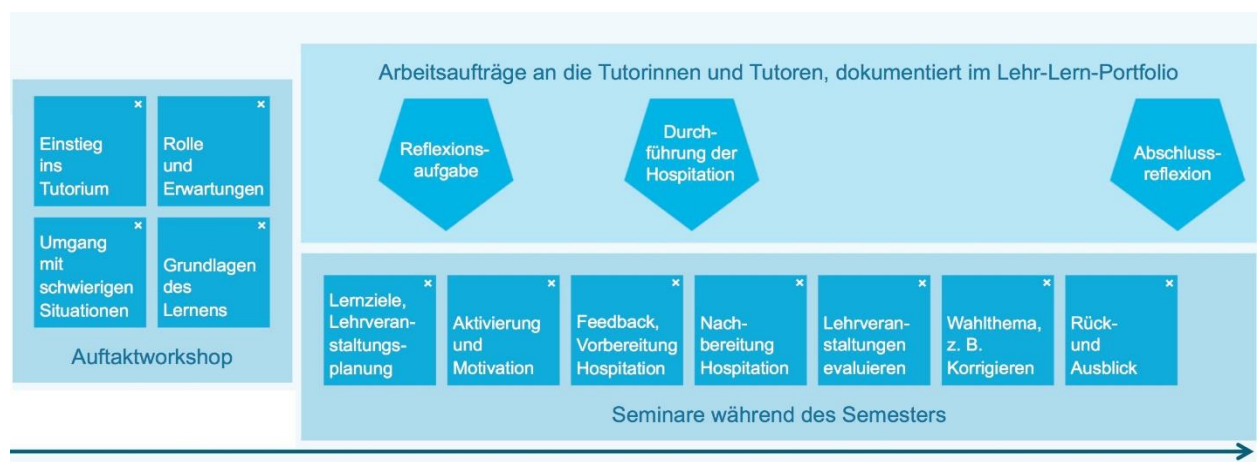 Arbeitsaufträge an die Tutorinnen und Tutoren, dokumentiert im Lehr-Lern-Portfolio
Einstieg
ins
Tutorium
Rolle
und
Erwartungen
Umgang
mit
schwierigen
Situationen
Grundlagen
des
Lernens
Auftaktworkshop
Reflexions-
aufgabe
Durch-
führung der
Hospitation
Abschluss-
reflexion
Lernziele,
Lehrveran-
staltungs-
planung
Aktivierung
und
Motivation
Feedback,
Vorbereitung
Hospitation
Nach-
bereitung
Hospitation
Lehrveran-
staltungen
evaluieren
Wahlthema,
z. B.
Korrigieren
Rück-
und
Ausblick
Seminare während des Semesters